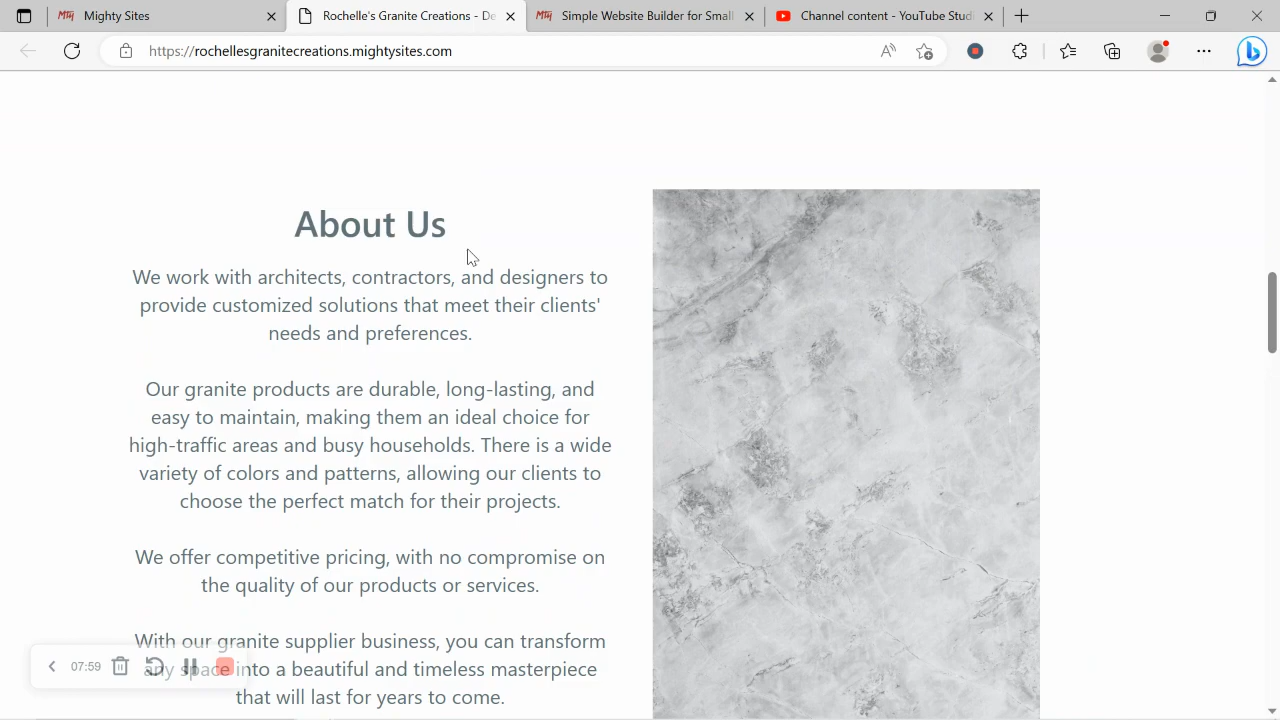 Mighty Sites
Rochelle's Granite Creations - De
Simple Website Builder for Small
Channel content - YouTube Studi
https://rochellesgranitecreations.mightysites.com
About Us
We work with architects, contractors, and designers to
provide customized solutions that meet their clients'
needs and preferences.
Our granite products are durable, long-lasting, and
easy to maintain, making them an ideal choice for
high-traffic areas and busy households. There is a wide
variety of colors and patterns, allowing our clients to
choose the perfect match for their projects.
We offer competitive pricing, with no compromise on
the quality of our products or services.
With our granite supplier business, you can transform
any space into a beautiful and timeless masterpiece
that will last for years to come.
07:59